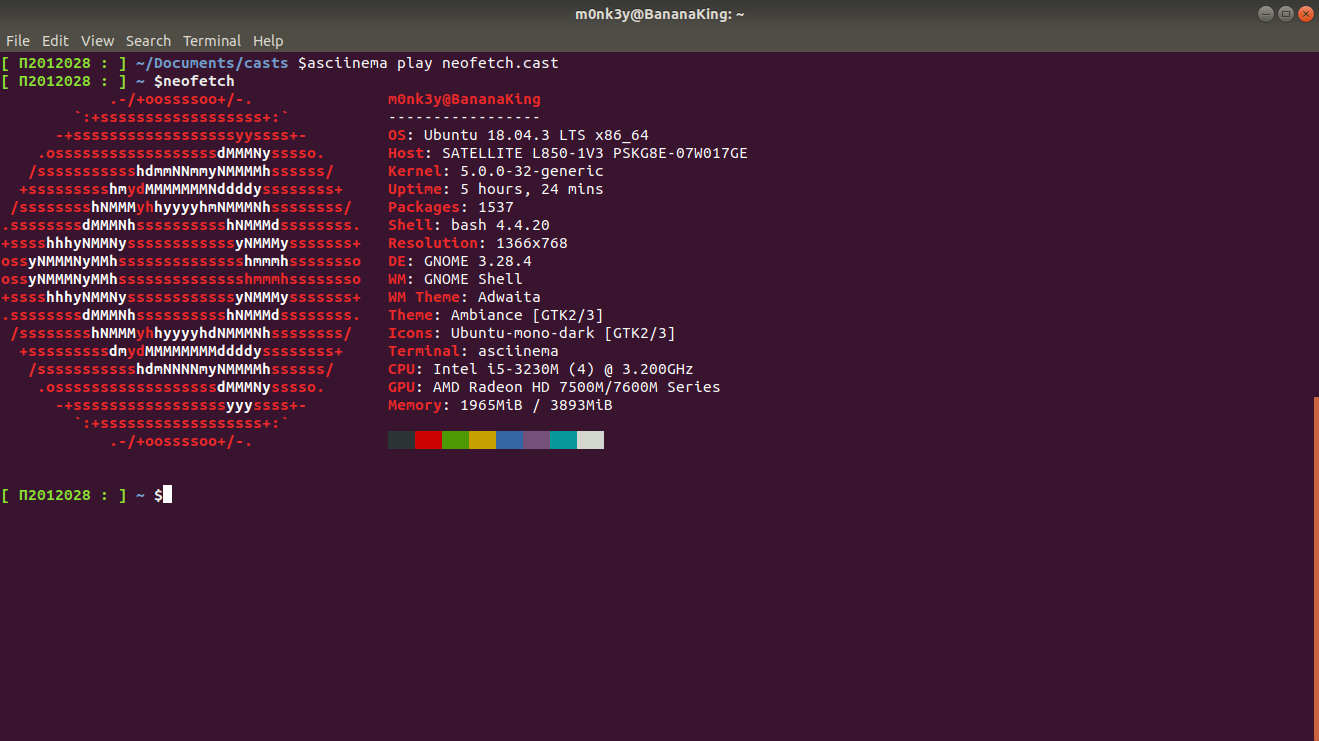 m0nk3y@BananaKing: ~
File Edit View Search Terminal Help
[ Π2012028 : ] ~/Documents/casts $asciinema play neofetch.cast
[ Π2012028 : ] ~ $neofetch
.-/+oossssoo+/-. m0nk3y@BananaKing
`:+ssssssssssssssssss+:` -----------------
-+ssssssssssssssssssyyssss+- OS: Ubuntu 18.04.3 LTS x86_64
.ossssssssssssssssssdMMMNysssso. Host: SATELLITE L850-1V3 PSKG8E-07W017GE
/ssssssssssshdmmNNmmyNMMMMhssssss/ Kernel: 5.0.0-32-generic
+ssssssssshmydMMMMMMMNddddyssssssss+ Uptime: 5 hours, 24 mins
/sssssssshNMMMyhhyyyyhmNMMMNhssssssss/ Packages: 1537
.ssssssssdMMMNhsssssssssshNMMMdssssssss. Shell: bash 4.4.20
+sssshhhyNMMNyssssssssssssyNMMMysssssss+ Resolution: 1366x768
ossyNMMMNyMMhsssssssssssssshmmmhssssssso DE: GNOME 3.28.4
ossyNMMMNyMMhsssssssssssssshmmmhssssssso WM: GNOME Shell
+sssshhhyNMMNyssssssssssssyNMMMysssssss+ WM Theme: Adwaita
.ssssssssdMMMNhsssssssssshNMMMdssssssss. Theme: Ambiance [GTK2/3]
/sssssssshNMMMyhhyyyyhdNMMMNhssssssss/ Icons: Ubuntu-mono-dark [GTK2/3]
+sssssssssdmydMMMMMMMMddddyssssssss+ Terminal: asciinema
/ssssssssssshdmNNNNmyNMMMMhssssss/ CPU: Intel i5-3230M (4) @ 3.200GHz
.ossssssssssssssssssdMMMNysssso. GPU: AMD Radeon HD 7500M/7600M Series
-+sssssssssssssssssyyyssss+- Memory: 1965MiB / 3893MiB
`:+ssssssssssssssssss+:`
.-/+oossssoo+/-.
[ Π2012028 : ] ~ $